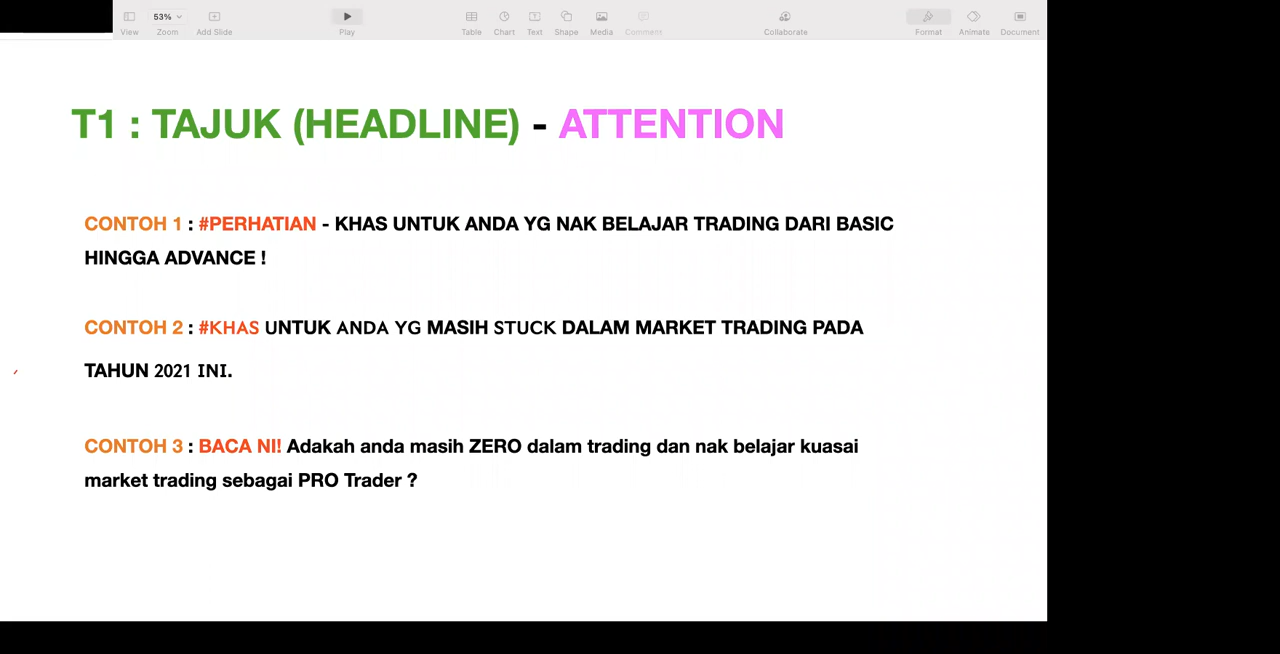 53%
View
Zoom
Add Slide
Play
Table
Chart
Text
Shape
Media
Comment
Collaborate
Format
Animate
Document
T1 : TAJUK (HEADLINE) - ATTENTION
CONTOH 1 : #PERHATIAN - KHAS UNTUK ANDA YG NAK BELAJAR TRADING DARI BASIC
HINGGA ADVANCE !
CONTOH 2 : #KHAS UNTUK ANDA YG MASIH STUCK DALAM MARKET TRADING PADA
TAHUN 2021 INI.
CONTOH 3 : BACA NI! Adakah anda masih ZERO dalam trading dan nak belajar kuasai
market trading sebagai PRO Trader ?